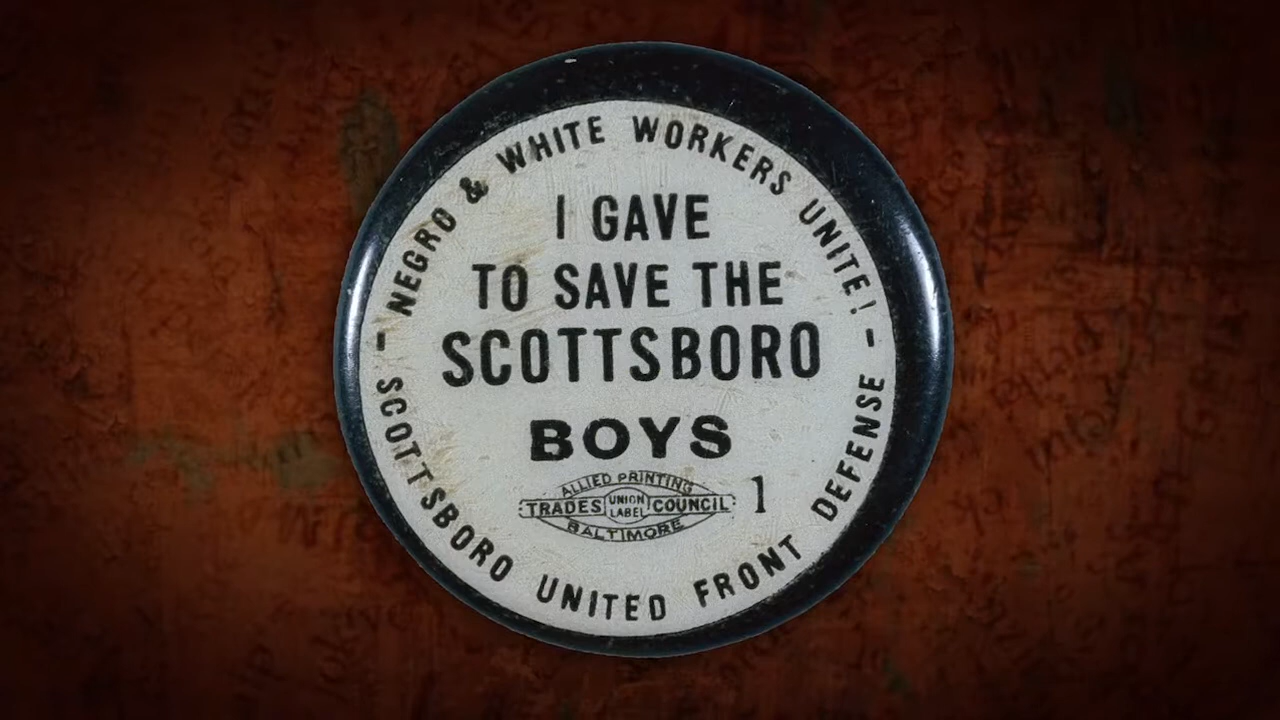 - NEGRO & WHITE WORKERS UNITE! -
I GAVE
TO SAVE THE
SCOTTSBORO
BOYS
ALLIED PRINTING
TRADES UNION LABEL COUNCIL
BALTIMORE
1
SCOTTSBORO UNITED FRONT DEFENSE